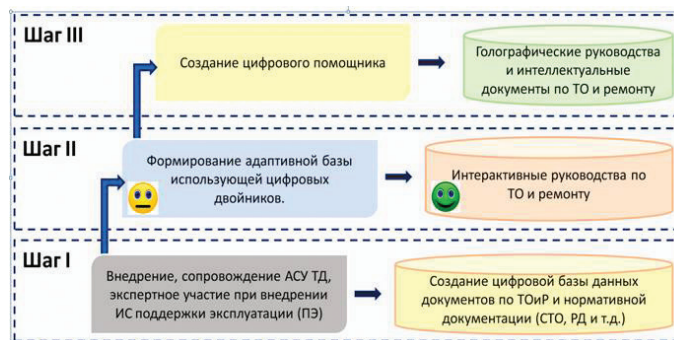 Шаг III
Создание цифрового помощника
Голографические руководства
и интеллектуальные
документы по ТО и ремонту
Шаг II
Формирование адаптивной базы
использующей цифровых
двойников.
Интерактивные руководства по
ТО и ремонту
Шаг I
Внедрение, сопровождение АСУ ТД,
экспертное участие при внедрении
ИС поддержки эксплуатации (ПЭ)
Создание цифровой базы данных
документов по ТОиР и нормативной
документации (СТО, РД и т.д.)